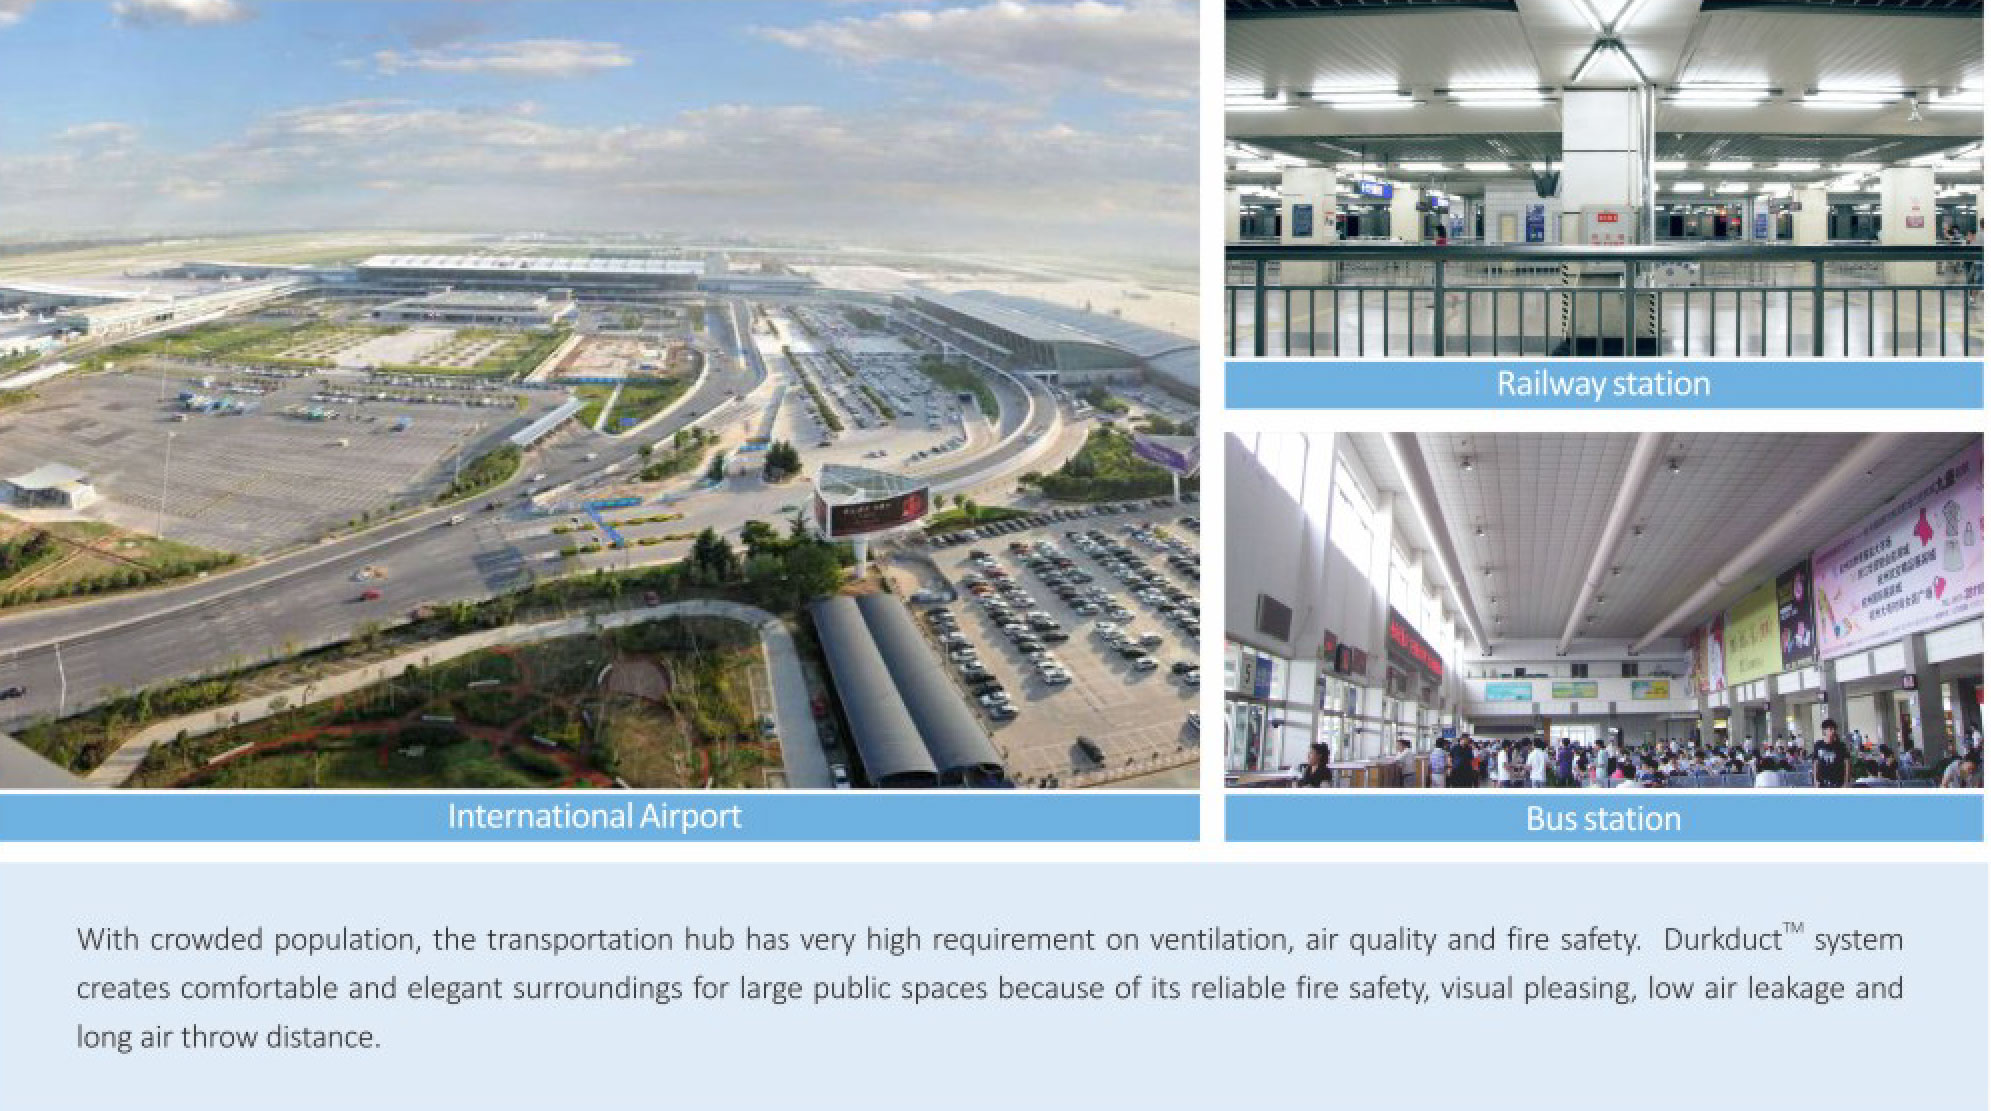 Railway station
International Airport
Bus station
With crowded population, the transportation hub has very high requirement on ventilation, air quality and fire safety. Durkduct™ system
creates comfortable and elegant surroundings for large public spaces because of its reliable fire safety, visual pleasing, low air leakage and
long air throw distance.